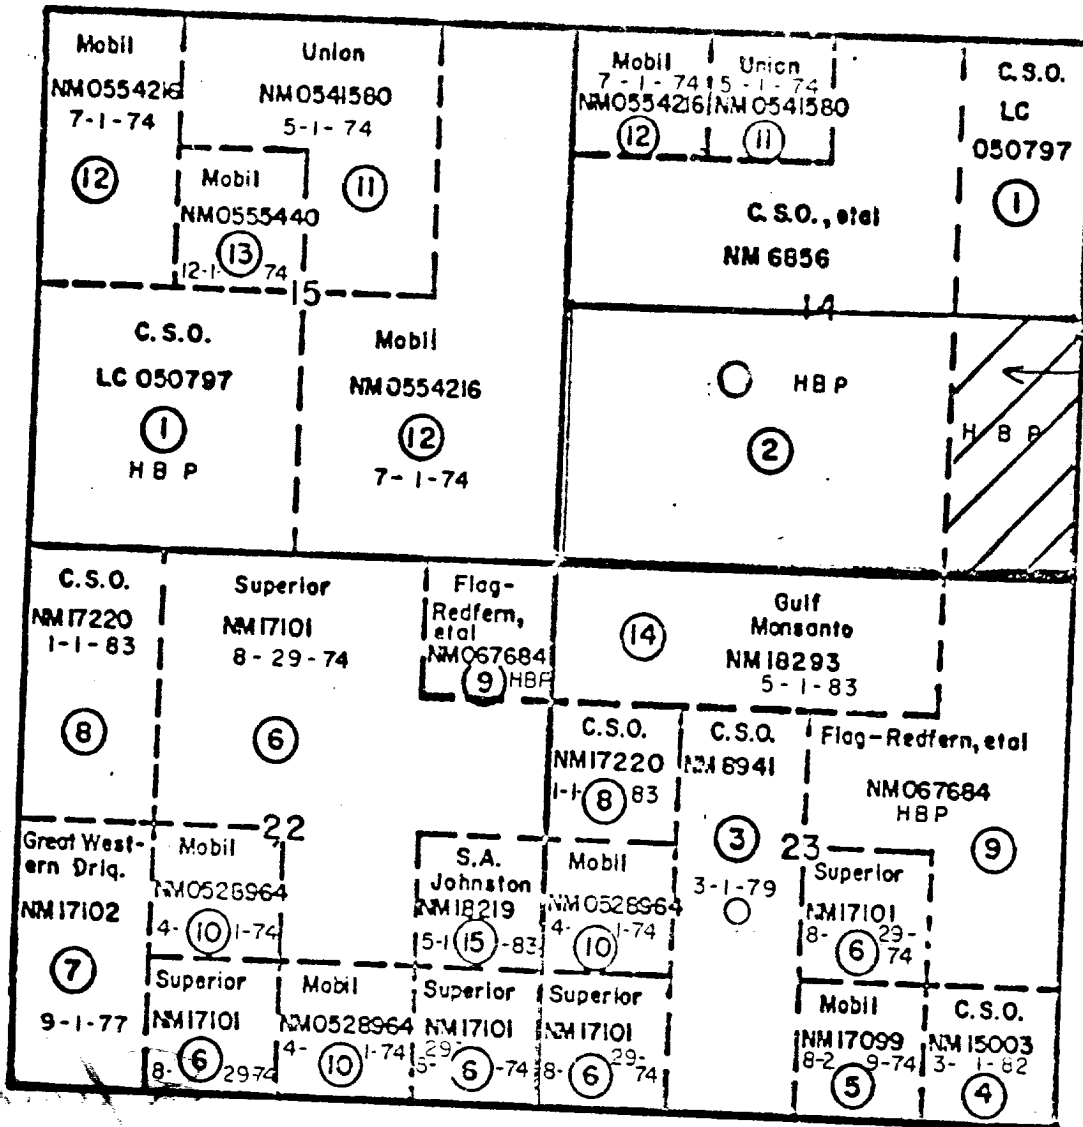 Mobil
NM0554216
7-1-74
12
Union
NM0541580
5-1-74
11
Mobil
NM0555440
13
12-1- 74
15
C.S.O.
LC 050797
1
HBP
Mobil
NM0554216
12
7-1-74
Mobil
7-1-74
NM0554216
12
Union
5-1-74
NM0541580
11
C.S.O.
LC
050797
1
C.S.O., etal
NM 6856
14
HBP
2
HBP
C.S.O.
NM17220
1-1-83
8
Superior
NM17101
8-29-74
6
Flag-
Redfern,
etal
NM067684
9 HBP
22
Great West-
ern Drlg.
NM17102
7
9-1-77
Mobil
NM0528964
4- 10 1-74
S.A.
Johnston
NM18219
5-1 15 -83
Superior
NM17101
8- 6 29 74
Mobil
NM0528964
4- 10 1-74
Superior
NM17101
29-
6 -74
14
Gulf
Monsanto
NM18293
5-1-83
C.S.O.
NM17220
1-1- 8 83
C.S.O.
NM 6941
3
3-1-79
23
Flag-Redfern, etal
NM067684
HBP
9
Mobil
NM0528964
4- 1-74
10
Superior
NM17101
8- 29-
6 74
Superior
NM17101
8- 6 29-
74
Mobil
NM17099
8-2 9-74
5
C.S.O.
NM15003
3- 1-82
4